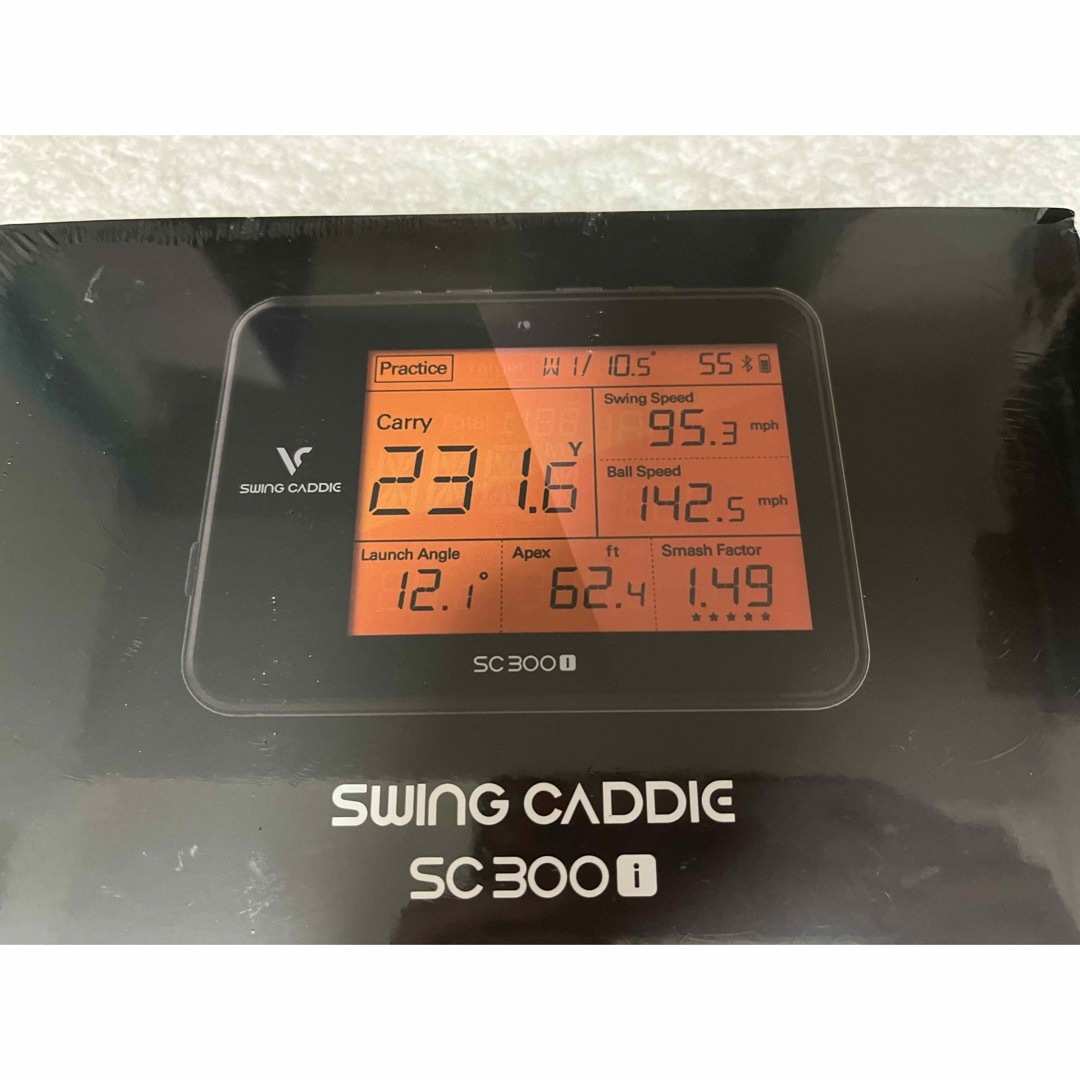 Practice W1/10.5° 55
Carry
231.6 Y
Swing Speed
95.3 mph
Ball Speed
142.5 mph
Launch Angle
12.1°
Apex ft
62.4
Smash Factor
1.49
★★★★★
SWING CADDIE
SC300i
SWING CADDIE
SC300i